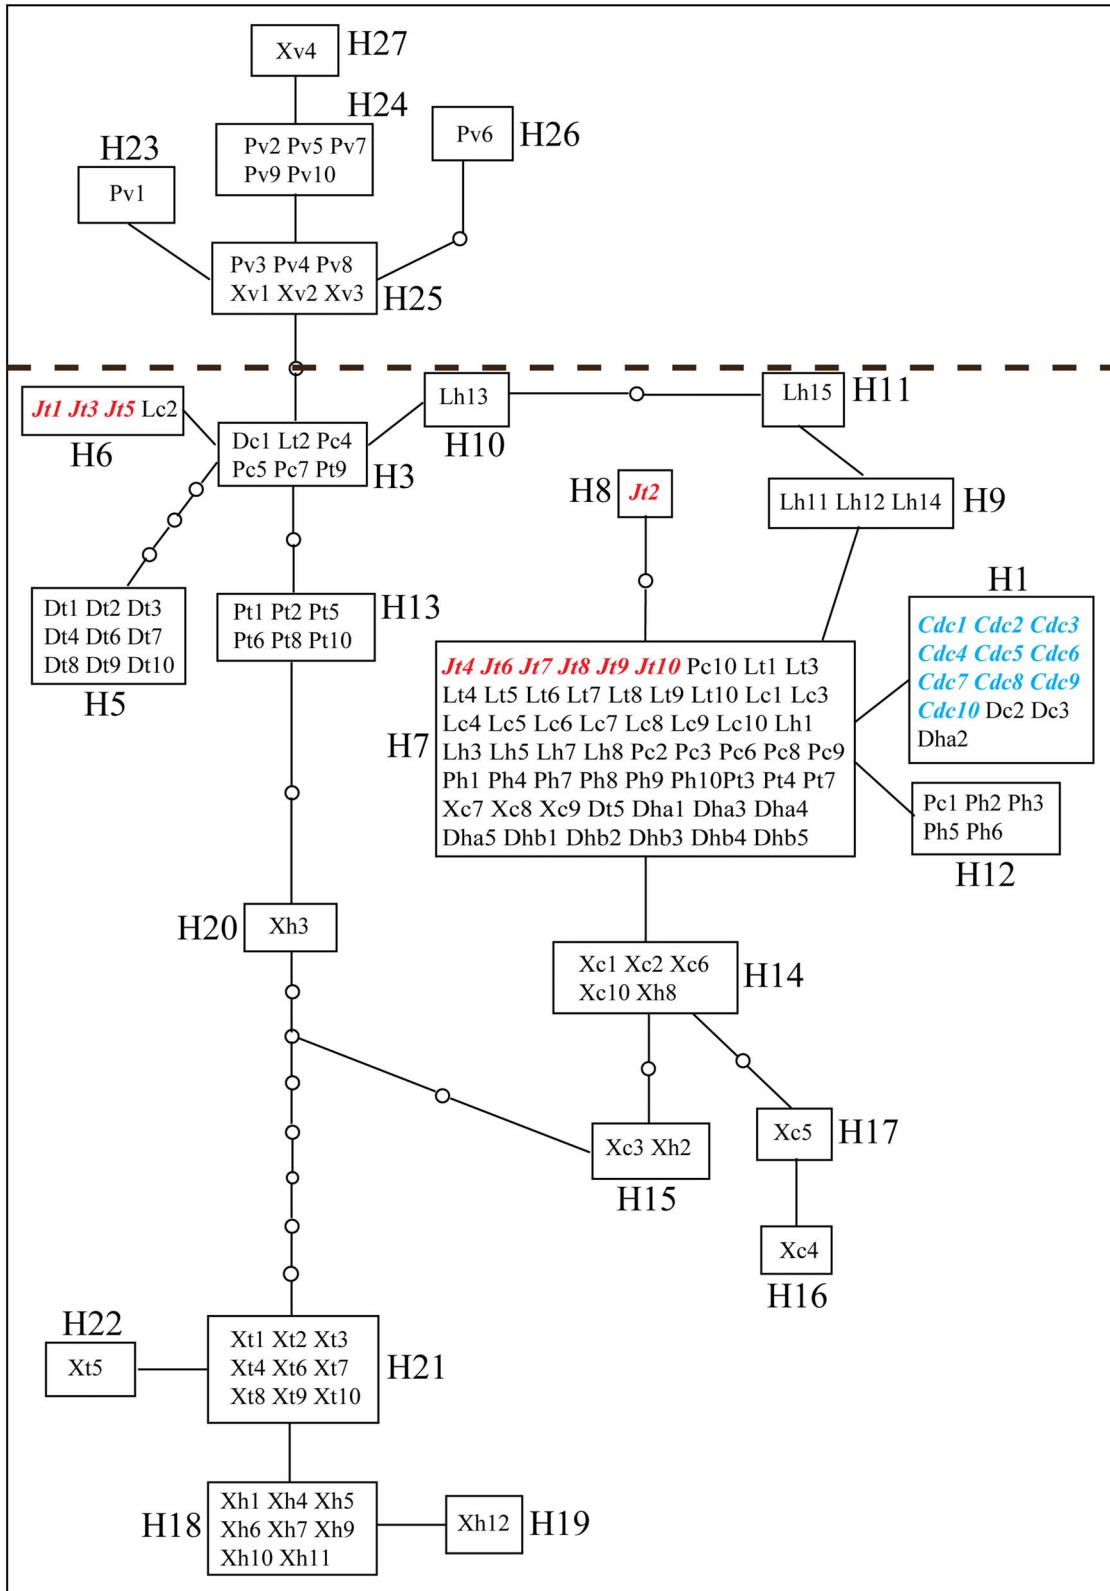 Xv4
H27
H24
Pv2 Pv5 Pv7
Pv9 Pv10
Pv6
H26
H23
Pv1
Pv3 Pv4 Pv8
Xv1 Xv2 Xv3
H25
Jt1 Jt3 Jt5 Lc2
H6
Dc1 Lt2 Pc4
Pc5 Pc7 Pt9
H3
Lh13
H10
Lh15
H11
H8
Jt2
Lh11 Lh12 Lh14
H9
Dt1 Dt2 Dt3
Dt4 Dt6 Dt7
Dt8 Dt9 Dt10
H5
Pt1 Pt2 Pt5
Pt6 Pt8 Pt10
H13
H1
Cdc1 Cdc2 Cdc3
Cdc4 Cdc5 Cdc6
Cdc7 Cdc8 Cdc9
Cdc10 Dc2 Dc3
Dha2
H7
Jt4 Jt6 Jt7 Jt8 Jt9 Jt10 Pc10 Lt1 Lt3
Lt4 Lt5 Lt6 Lt7 Lt8 Lt9 Lt10 Lc1 Lc3
Lc4 Lc5 Lc6 Lc7 Lc8 Lc9 Lc10 Lh1
Lh3 Lh5 Lh7 Lh8 Pc2 Pc3 Pc6 Pc8 Pc9
Ph1 Ph4 Ph7 Ph8 Ph9 Ph10Pt3 Pt4 Pt7
Xc7 Xc8 Xc9 Dt5 Dha1 Dha3 Dha4
Dha5 Dhb1 Dhb2 Dhb3 Dhb4 Dhb5
Pc1 Ph2 Ph3
Ph5 Ph6
H12
H20
Xh3
Xc1 Xc2 Xc6
Xc10 Xh8
H14
Xc3 Xh2
H15
Xc5
H17
Xc4
H16
H22
Xt5
Xt1 Xt2 Xt3
Xt4 Xt6 Xt7
Xt8 Xt9 Xt10
H21
H18
Xh1 Xh4 Xh5
Xh6 Xh7 Xh9
Xh10 Xh11
Xh12
H19